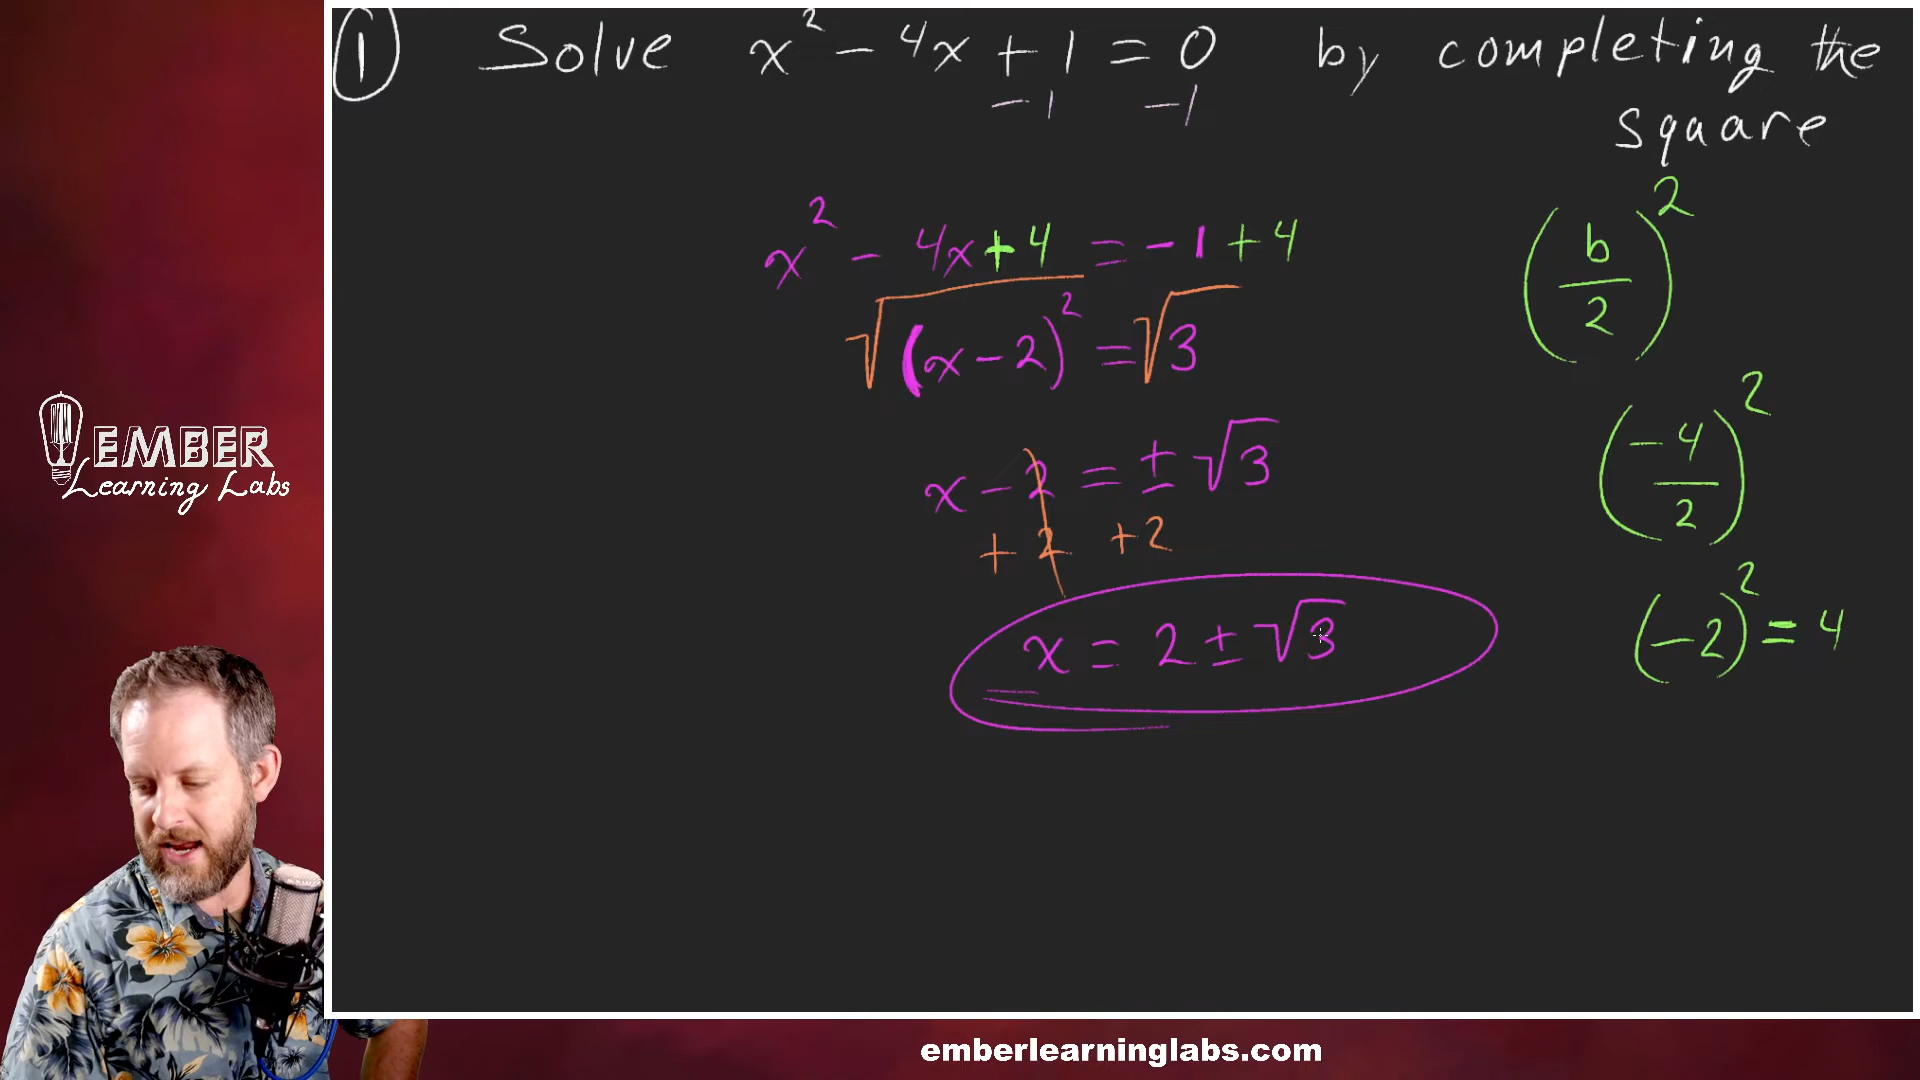 ① Solve x² - 4x + 1 = 0 by completing the
-1 -1
square
x² - 4x + 4 = -1 + 4
(b/2)²
√(x - 2)² = √3
(-4/2)²
x - 2 = ± √3
+ 2 +2
x = 2 ± √3
(-2)² = 4
EMBER
Learning Labs
emberlearninglabs.com